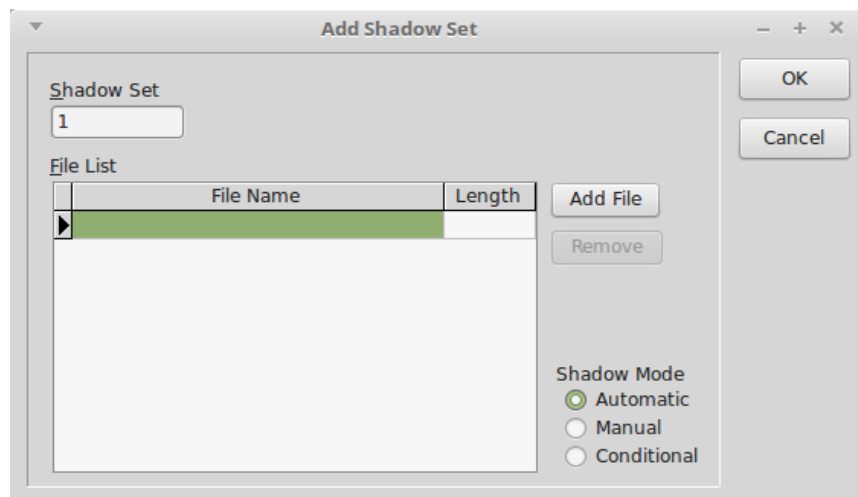 Add Shadow Set
OK
Cancel
Shadow Set
1
File List
File Name Length
Add File
Remove
Shadow Mode
Automatic
Manual
Conditional